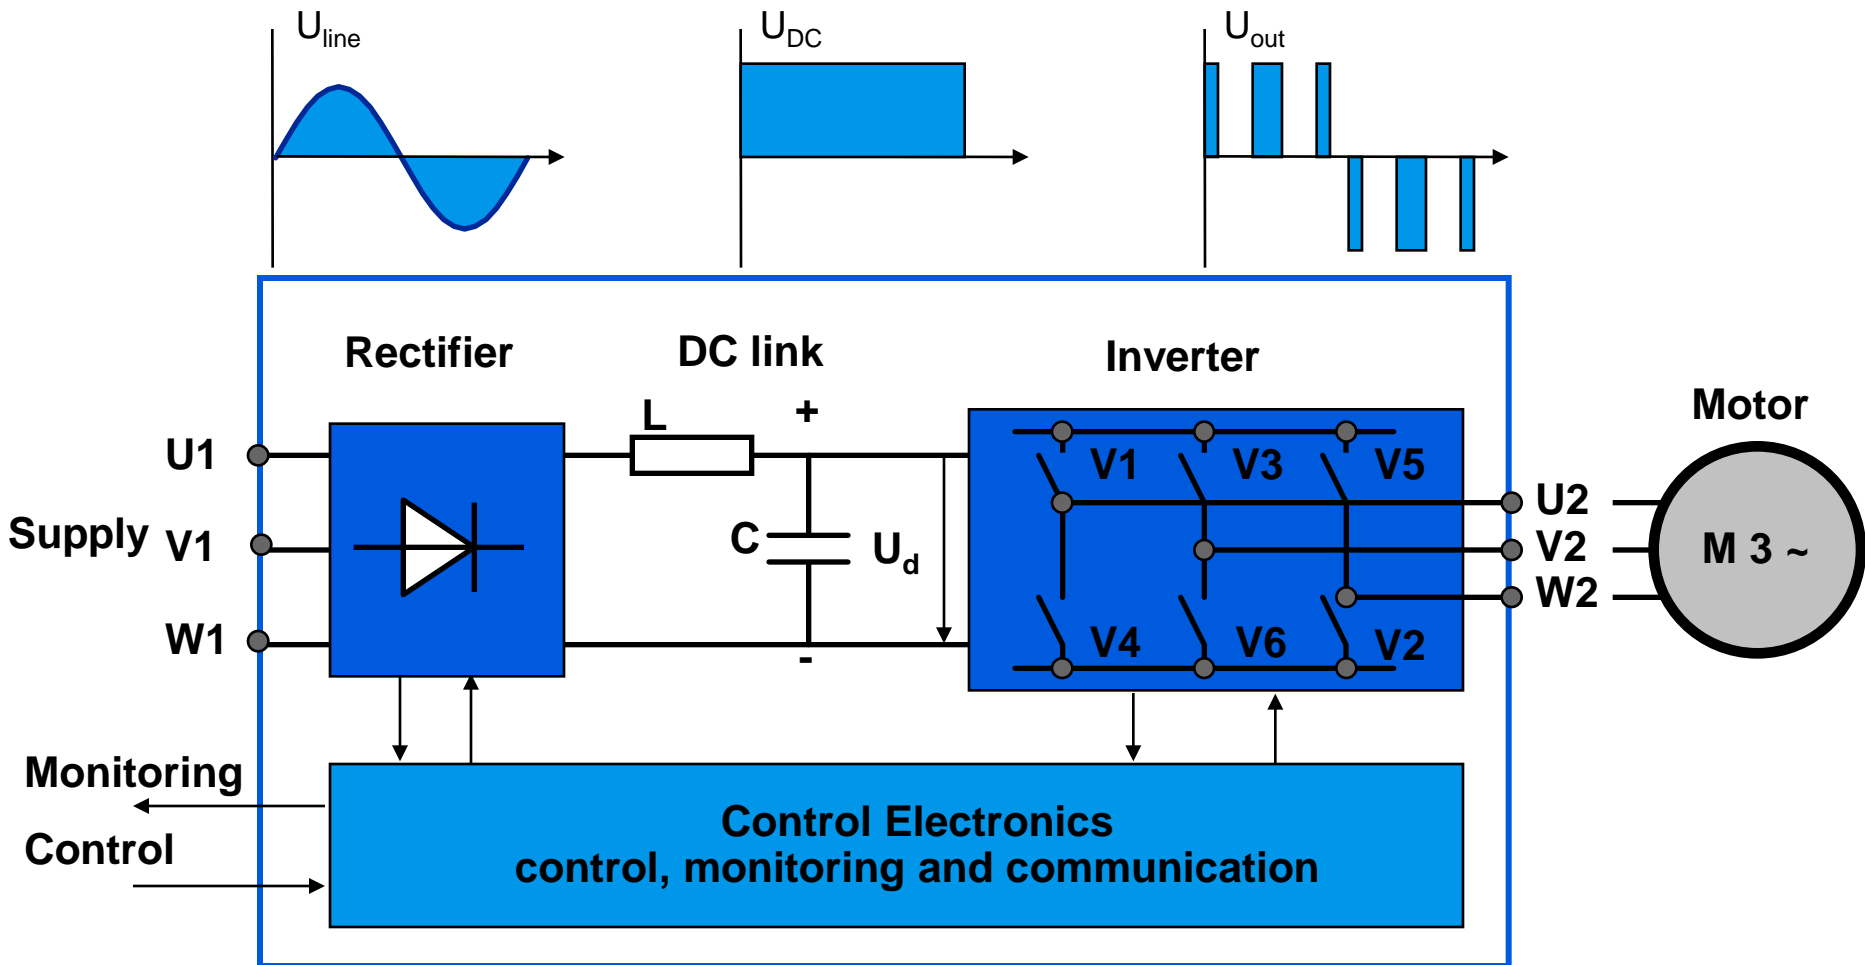 Uline
UDC
Uout
Rectifier
DC link
Inverter
Motor
L
+
U1
V1
V3
V5
U2
Supply
V1
C
Ud
V2
M 3 ~
W2
W1
-
V4
V6
V2
Monitoring
Control
Control Electronics
control, monitoring and communication